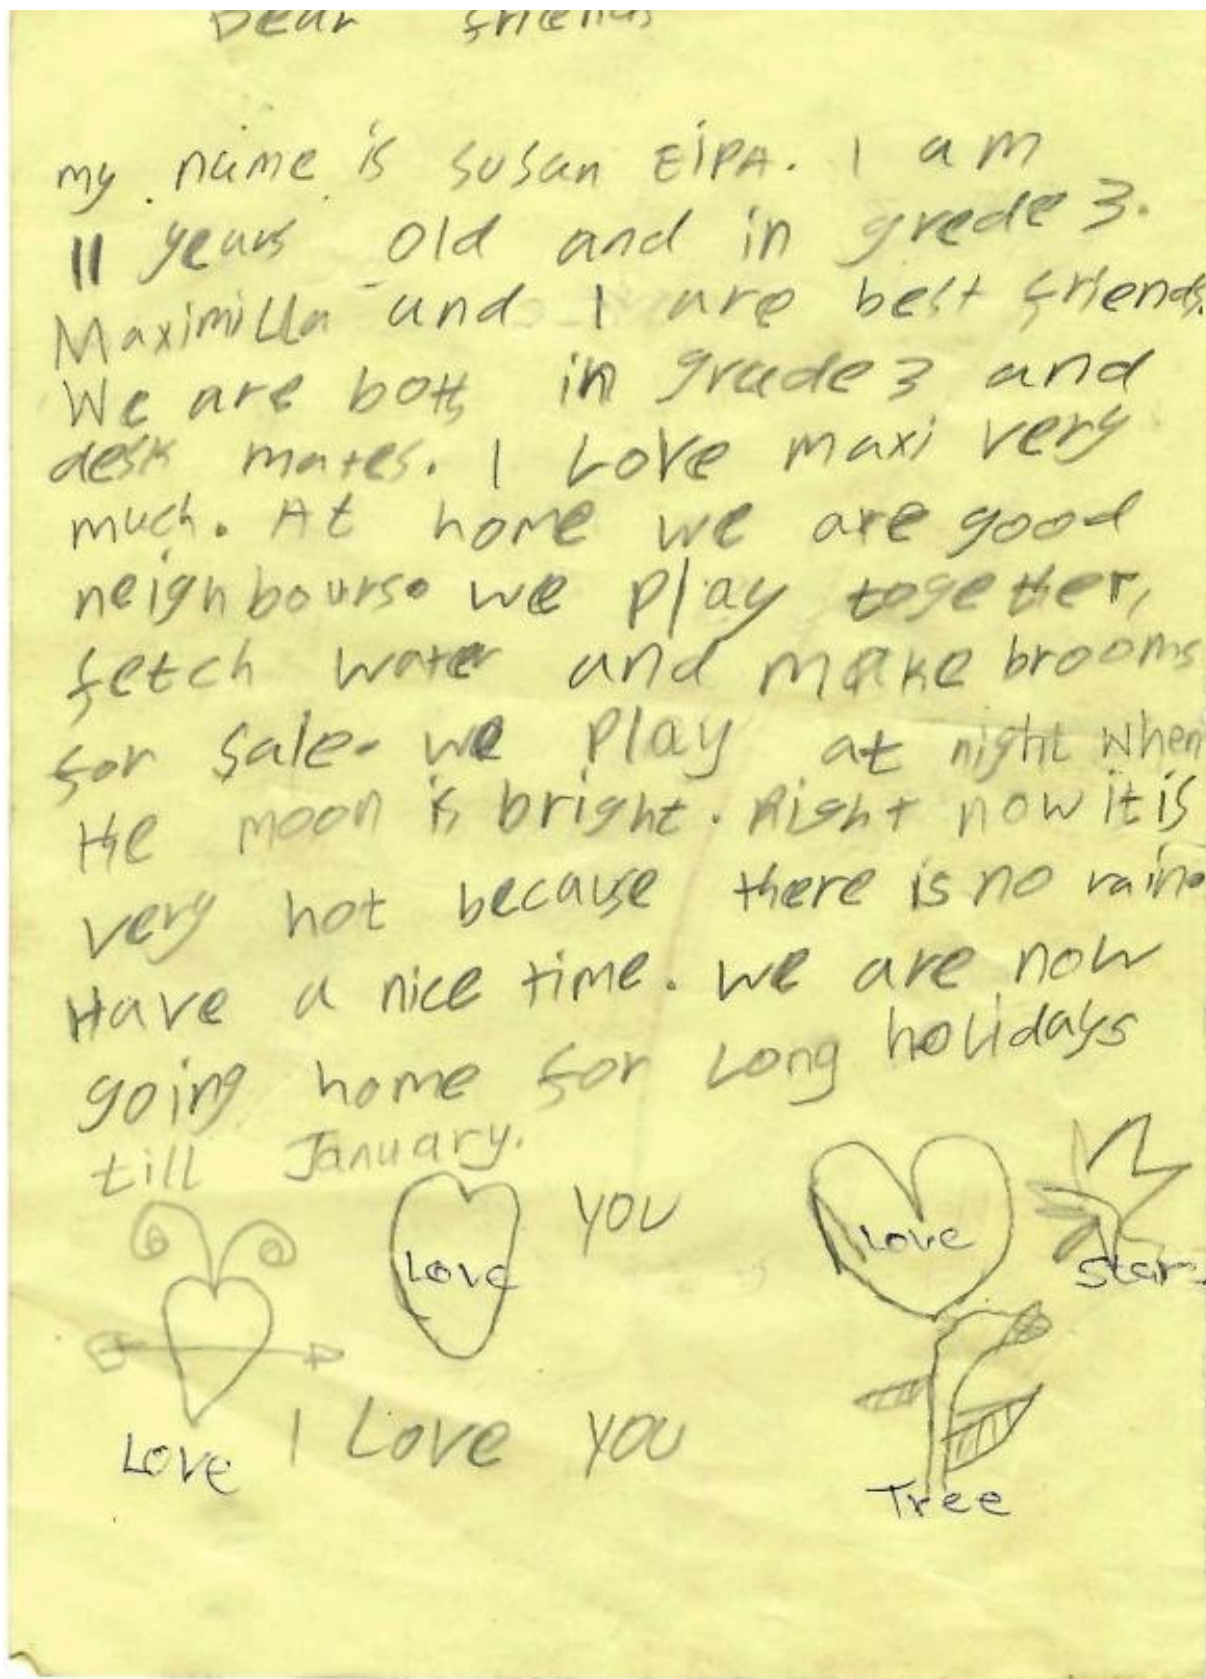 Dear friends
my name is susan EiPA. I am
11 years old and in grede 3.
Maximilla and I are best friends.
We are both in grade 3 and
desk mates. I Love maxi very
much. At home we are good
neighbours. we play together,
fetch water and make brooms
for sale. we play at night when
the moon is bright. Right now it is
very hot because there is no rain.
Have a nice time. we are now
going home for Long holidays
till January.
Love YOU
Love
Star
Love
I Love YOU
Tree